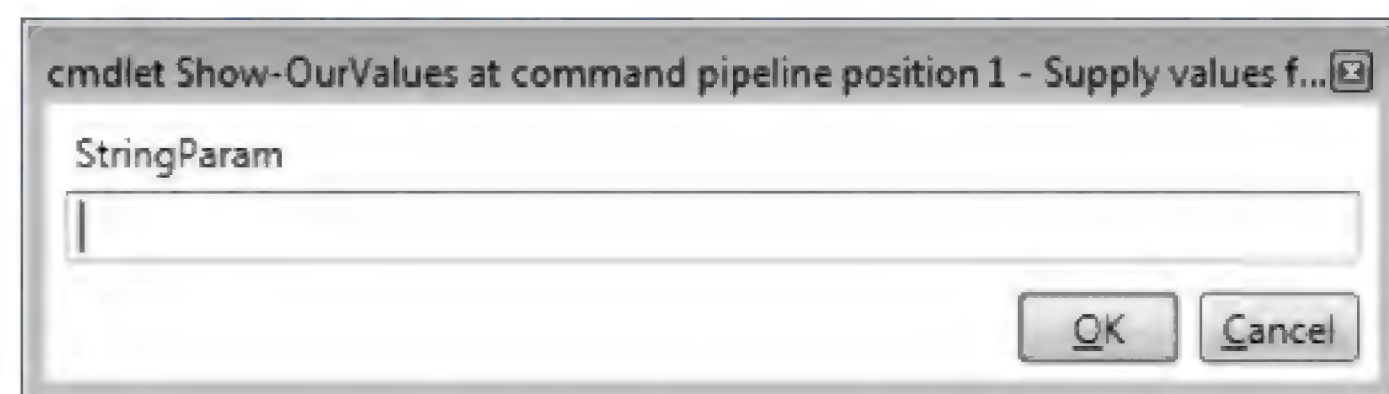 cmdlet Show-OurValues at command pipeline position 1 - Supply values f...
StringParam
OK Cancel